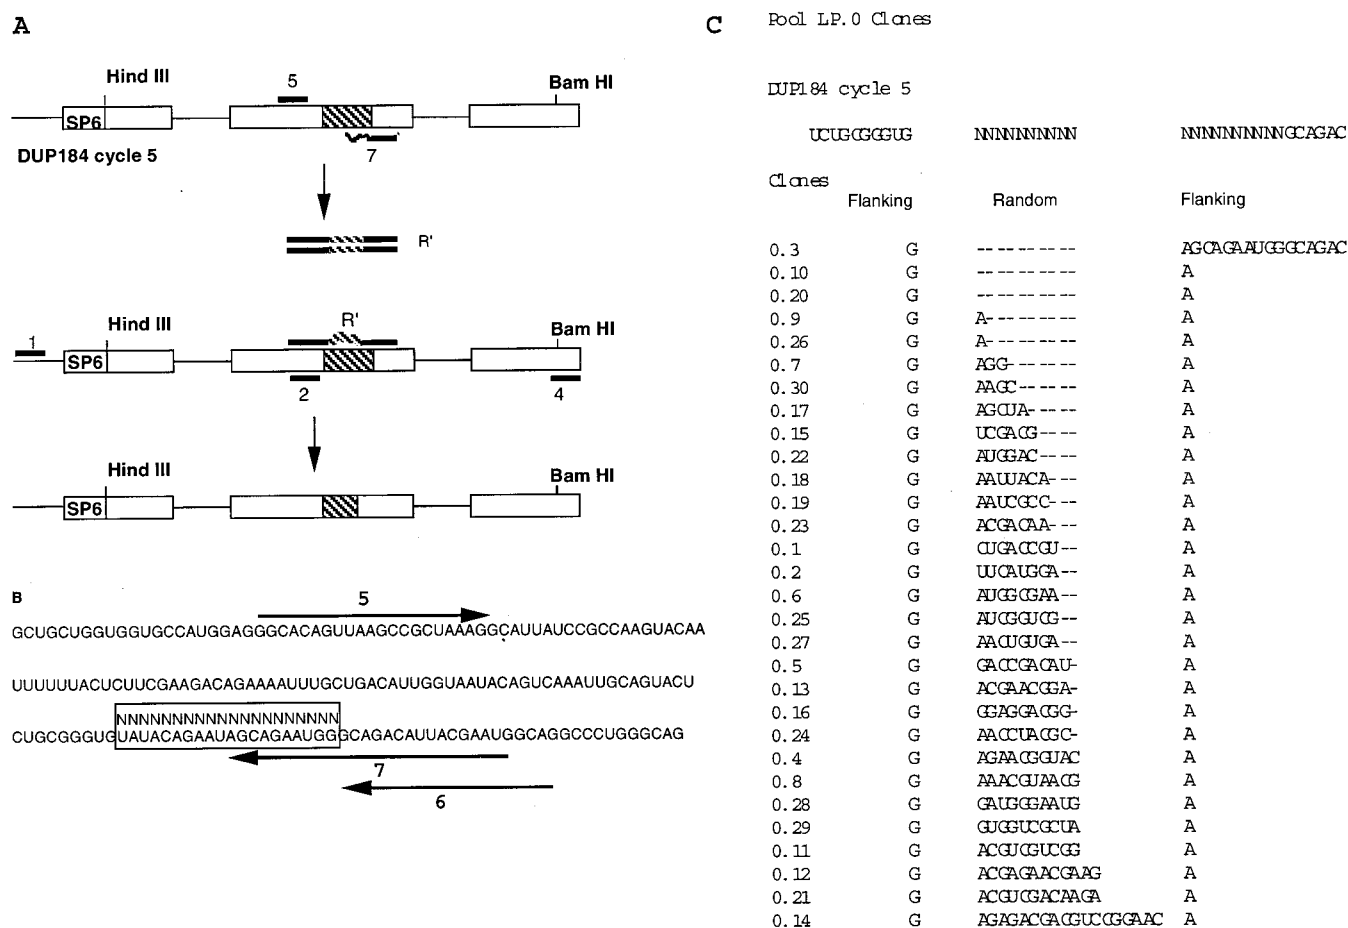 A
Hind III
5
Bam HI
SP6
DUP184 cycle 5
7
R'
Hind III
R'
1
Bam HI
SP6
2
4
Hind III
Bam HI
SP6
B
5
GCUGCUGGUGGUGCCAUGGAGGGCACAGUUAAGCCGCUAAAGGCAUUAUCCGCCAAGUACAA
UUUUUUACUCUUCGAAGACAGAAAAUUUGCUGACAUUGGUAAUACAGUCAAAUUGCAGUACU
NNNNNNNNNNNNNNNNNNNN
CUGCGGGUGUAUACAGAAUAGCAGAAUGGGCAGACAUUACGAAUGGCAGGCCCUGGGCAG
7
6
C Pool LP.0 Clones
DUP184 cycle 5
UCUGCGGGUG NNNNNNNNNN NNNNNNNNNNGCAGAC
Clones
Flanking Random Flanking
0.3 G ---------- AGCAGAAUGGGCAGAC
0.10 G ---------- A
0.20 G ---------- A
0.9 G A--------- A
0.26 G A--------- A
0.7 G AGG------- A
0.30 G AAGC------ A
0.17 G AGCUA----- A
0.15 G UCGACG---- A
0.22 G AUGGAC---- A
0.18 G AAUUACA--- A
0.19 G AAUCGCC--- A
0.23 G ACGACAA--- A
0.1 G CUGACCGU-- A
0.2 G UUCAUGGA-- A
0.6 G AUGGCGAA-- A
0.25 G AUCGGUCG-- A
0.27 G AACUGUGA-- A
0.5 G GACCGACAU- A
0.13 G ACGAACGGA- A
0.16 G GGAGGACGG- A
0.24 G AACCUACGC- A
0.4 G AGAACGGUAC A
0.8 G AAACGUAACG A
0.28 G GAUGGGAAUG A
0.29 G GUGGUCGCUA A
0.11 G ACGUCGUCGG A
0.12 G ACGAGAACGAAG A
0.21 G ACGUCGACAAGA A
0.14 G AGAGACGACGUCCGGAAC A